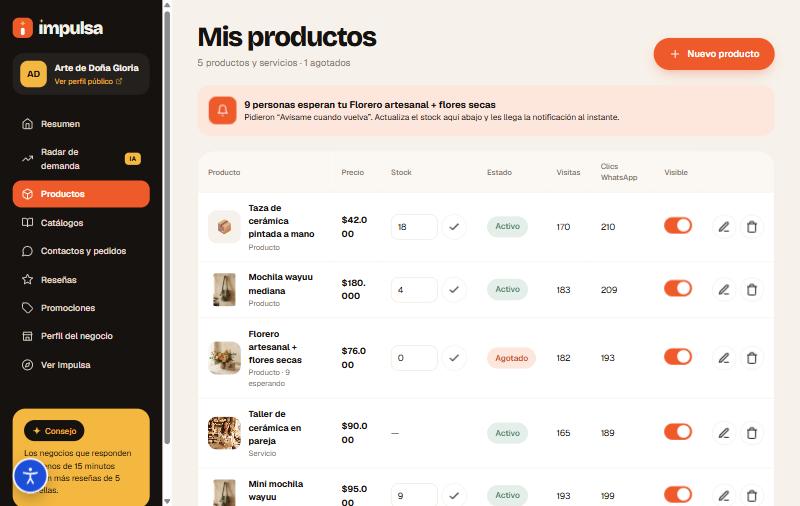 impulsa
AD
Arte de Doña Gloria
Ver perfil público
Resumen
Radar de
demanda
IA
Productos
Catálogos
Contactos y pedidos
Reseñas
Promociones
Perfil del negocio
Ver Impulsa
Consejo
Los negocios que responden
enos de 15 minutos
n más reseñas de 5
ellas.
Mis productos
5 productos y servicios · 1 agotados
Nuevo producto
9 personas esperan tu Florero artesanal + flores secas
Pidieron "Avísame cuando vuelva". Actualiza el stock aquí abajo y les llega la notificación al instante.
Producto Precio Stock Estado Visitas Clics WhatsApp Visible
Taza de
cerámica
pintada a mano
Producto
$42.0
00
18
Activo
170
210
Mochila wayuu
mediana
Producto
$180.
000
4
Activo
183
209
Florero
artesanal +
flores secas
Producto · 9
esperando
$76.0
00
0
Agotado
182
193
Taller de
cerámica en
pareja
Servicio
$90.0
00
—
Activo
165
189
Mini mochila
wayuu
$95.0
00
9
Activo
193
199